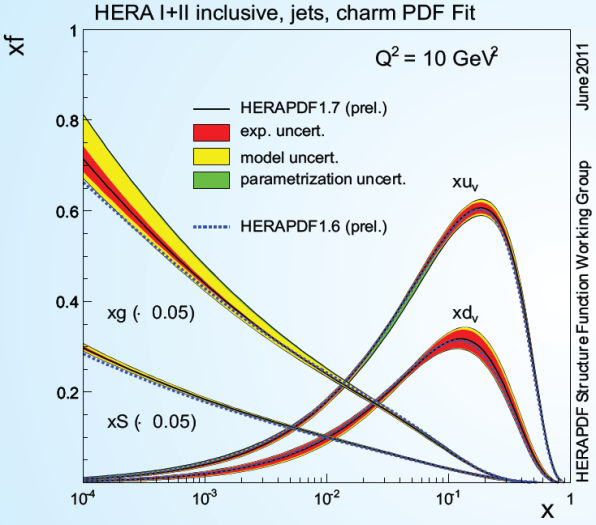 HERA I+II inclusive, jets, charm PDF Fit
xf
1
Q² = 10 GeV²
HERAPDF1.7 (prel.)
exp. uncert.
model uncert.
parametrization uncert.
HERAPDF1.6 (prel.)
0.8
0.6
0.4
0.2
xu_v
xd_v
xg (· 0.05)
xS (· 0.05)
10⁻⁴
10⁻³
10⁻²
10⁻¹
1
x
HERAPDF Structure Function Working Group
June 2011